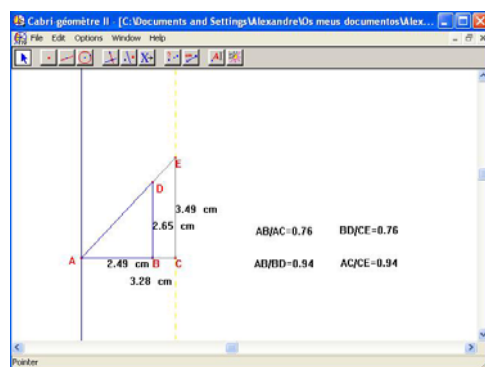 Cabri-géomètre II - [C:\Documents and Settings\Alexandre\Os meus documentos\Alex...
File Edit Options Window Help
E
D
3.49 cm
2.65 cm
AB/AC=0.76 BD/CE=0.76
A 2.49 cm B C
AB/BD=0.94 AC/CE=0.94
3.28 cm
Pointer